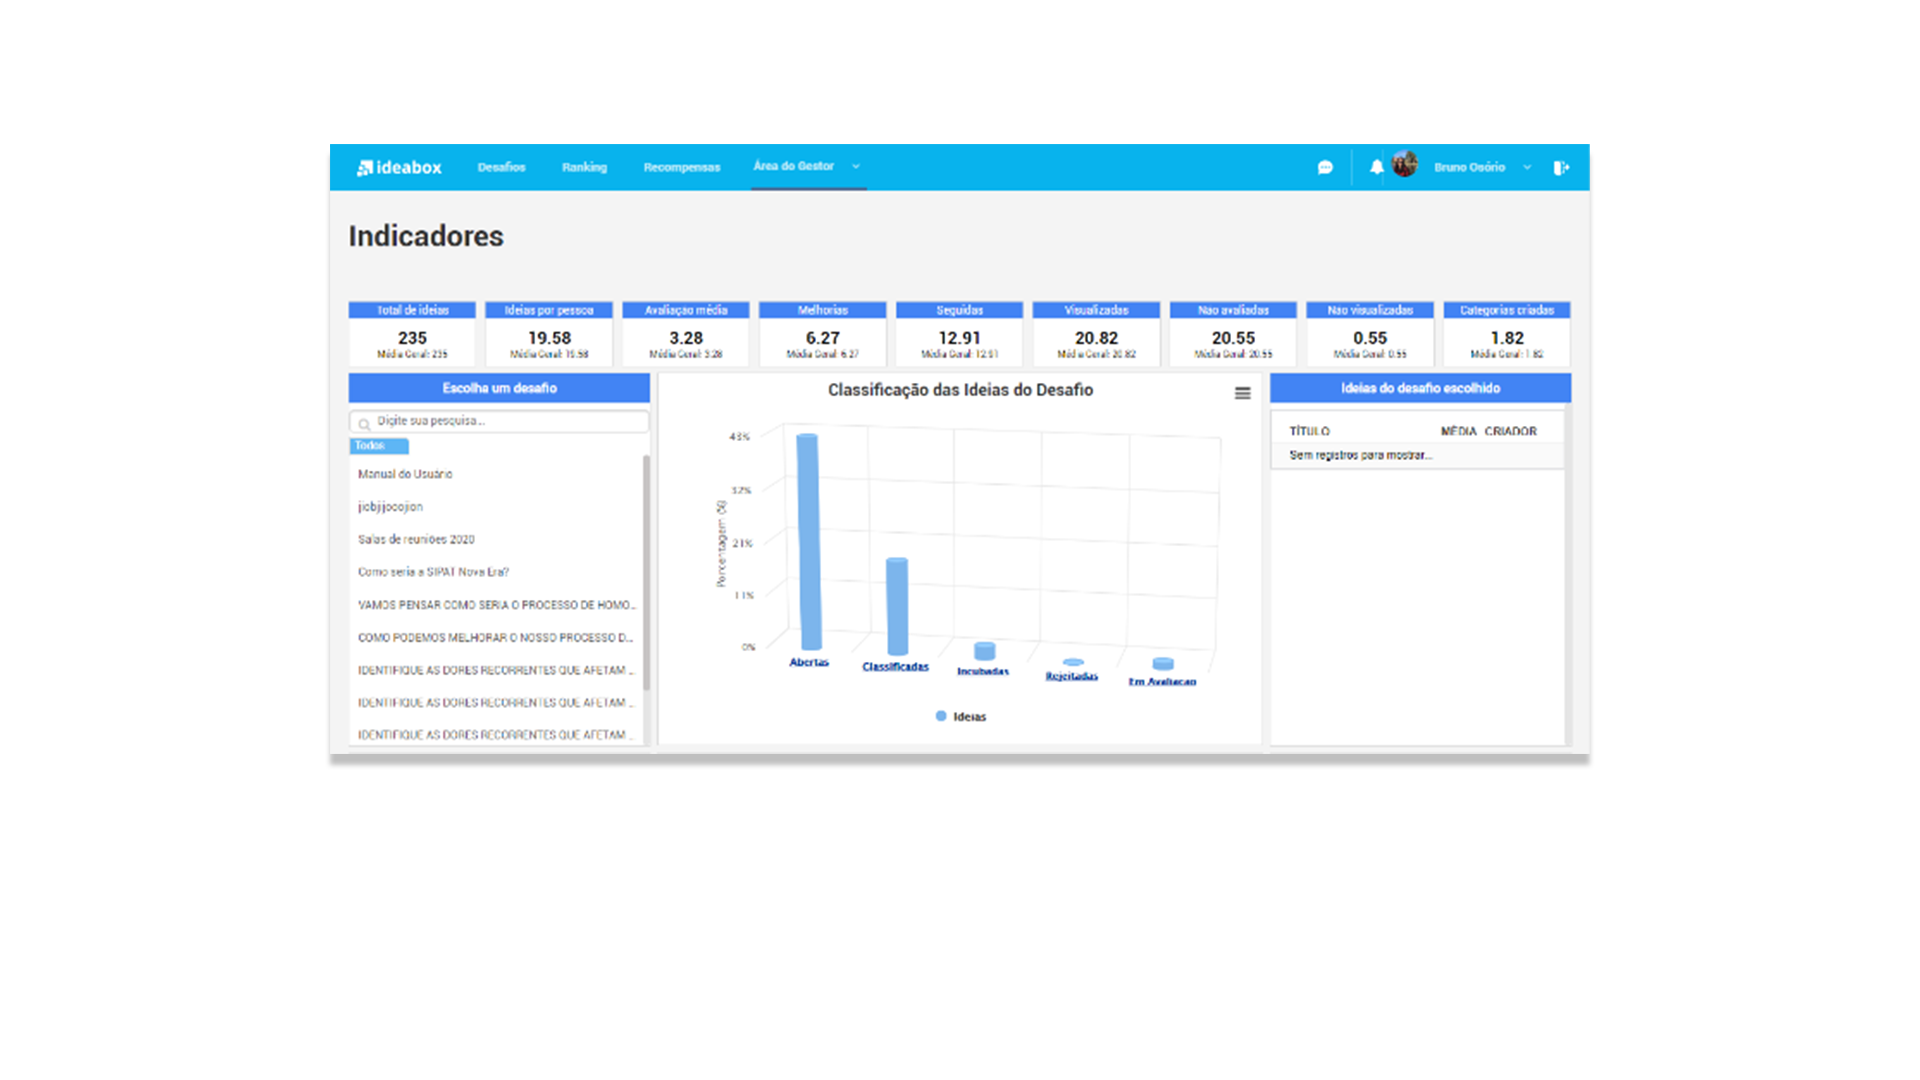 ideabox Desafios Ranking Recompensas Área do Gestor Bruno Osório
Indicadores
Total de ideias Ideias por pessoa Avaliação média Melhorias Seguidas Visualizadas Não avaliadas Não visualizadas Categorias criadas
235 19.58 3.28 6.27 12.91 20.82 20.55 0.55 1.82
Média Geral: 235 Média Geral: 19.58 Média Geral: 3.28 Média Geral: 6.27 Média Geral: 12.91 Média Geral: 20.82 Média Geral: 20.55 Média Geral: 0.55 Média Geral: 1.82
Escolha um desafio
Digite sua pesquisa...
Todos
Manual do Usuário
Salas de reuniões 2020
Como seria a SIPAT Nova Era?
VAMOS PENSAR COMO SERIA O PROCESSO DE HOMO...
COMO PODEMOS MELHORAR O NOSSO PROCESSO D...
IDENTIFIQUE AS DORES RECORRENTES QUE AFETAM ...
IDENTIFIQUE AS DORES RECORRENTES QUE AFETAM ...
IDENTIFIQUE AS DORES RECORRENTES QUE AFETAM ...
Classificação das Ideias do Desafio
Porcentagem (%)
43%
32%
21%
11%
0%
Abertas Classificadas Incubadas Rejeitadas Em Avaliacao
Ideias
Ideias do desafio escolhido
TÍTULO MÉDIA CRIADOR
Sem registros para mostrar...